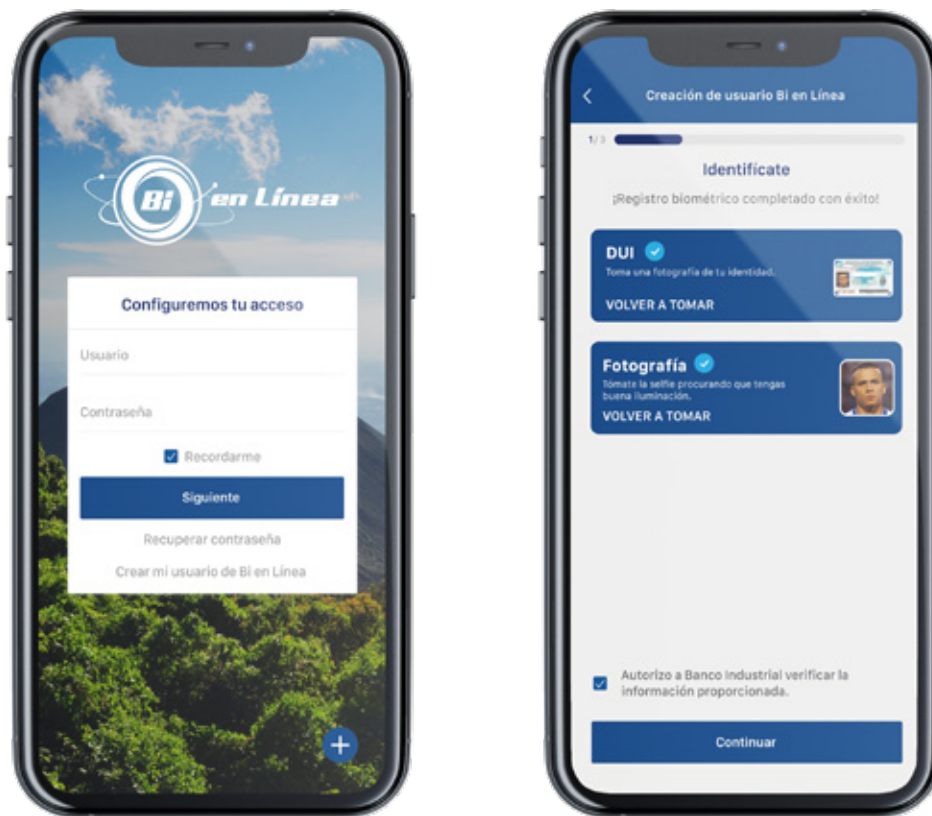 Bi en Línea
Configuremos tu acceso
Usuario
Contraseña
Recordarme
Siguiente
Recuperar contraseña
Crear mi usuario de Bi en Línea
Creación de usuario Bi en Línea
1/3
Identifícate
¡Registro biométrico completado con éxito!
DUI
Toma una fotografía de tu identidad.
VOLVER A TOMAR
Fotografía
Tómate la selfie procurando que tengas
buena iluminación.
VOLVER A TOMAR
Autorizo a Banco Industrial verificar la
información proporcionada.
Continuar